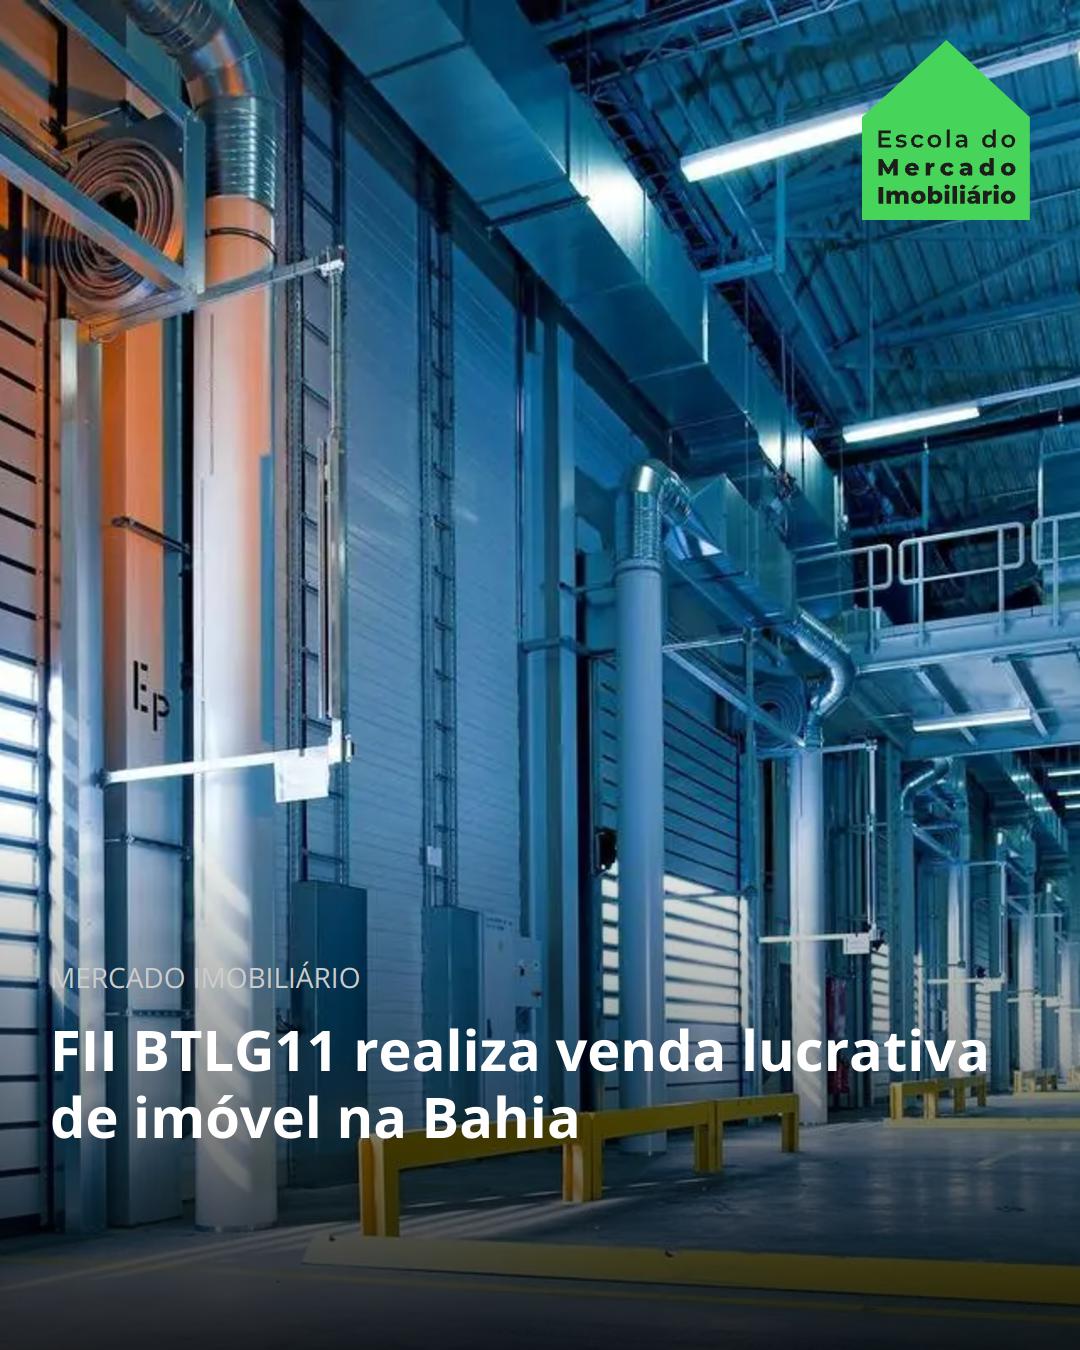 Escola do
Mercado
Imobiliário
Ep
MERCADO IMOBILIÁRIO
FII BTLG11 realiza venda lucrativa
de imóvel na Bahia